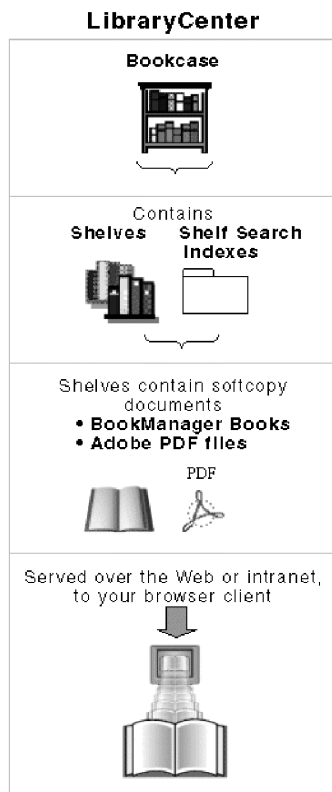 LibraryCenter
Bookcase
Contains
Shelves Shelf Search
Indexes
Shelves contain softcopy
documents
• BookManager Books
• Adobe PDF files
PDF
Served over the Web or intranet,
to your browser client